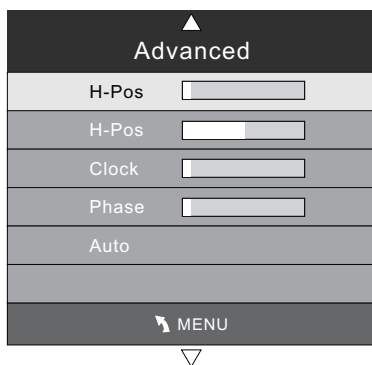 Advanced
H-Pos
H-Pos
Clock
Phase
Auto
MENU